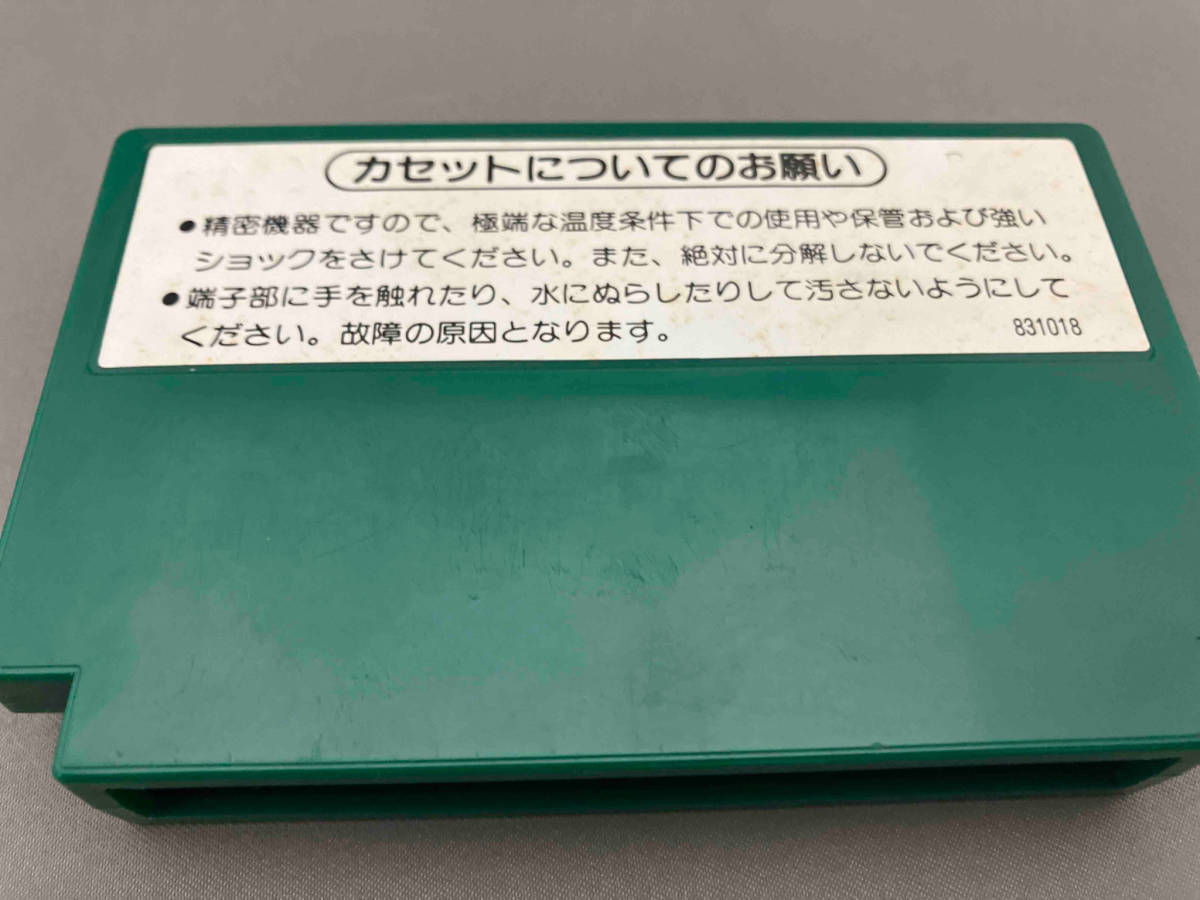 カセットについてのお願い
●精密機器ですので、極端な温度条件下での使用や保管および強い
ショックをさけてください。また、絶対に分解しないでください。
●端子部に手を触れたり、水にぬらしたりして汚さないようにして
ください。故障の原因となります。 831018